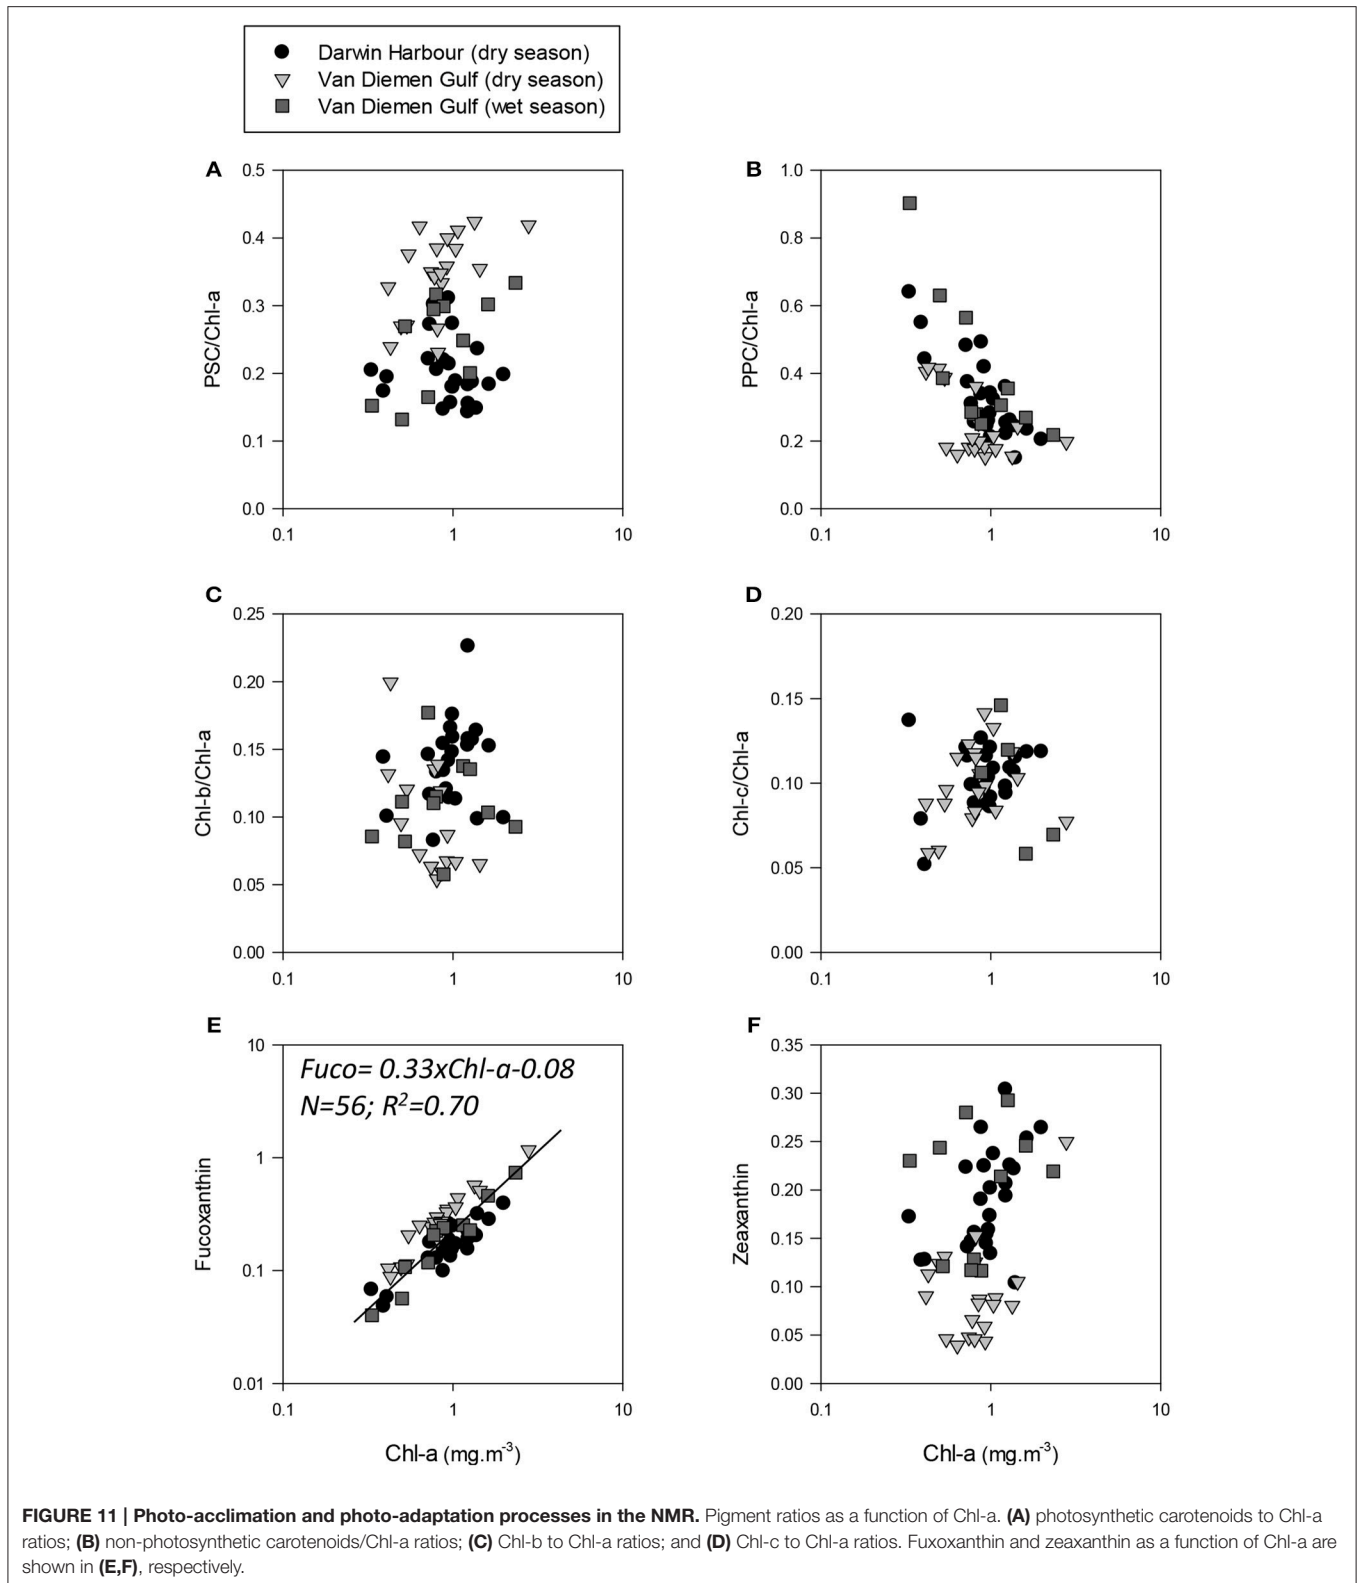 Darwin Harbour (dry season)
Van Diemen Gulf (dry season)
Van Diemen Gulf (wet season)
A
0.5
0.4
0.3
0.2
0.1
0.0
PSC/Chl-a
0.1
1
10
B
1.0
0.8
0.6
0.4
0.2
0.0
PPC/Chl-a
0.1
1
10
C
0.25
0.20
0.15
0.10
0.05
0.00
Chl-b/Chl-a
0.1
1
10
D
0.20
0.15
0.10
0.05
0.00
Chl-c/Chl-a
0.1
1
10
E
10
1
0.1
0.01
Fucoxanthin
Fuco= 0.33xChl-a-0.08
N=56; R²=0.70
0.1
1
10
Chl-a (mg.m⁻³)
F
0.35
0.30
0.25
0.20
0.15
0.10
0.05
0.00
Zeaxanthin
0.1
1
10
Chl-a (mg.m⁻³)
FIGURE 11 | Photo-acclimation and photo-adaptation processes in the NMR. Pigment ratios as a function of Chl-a. (A) photosynthetic carotenoids to Chl-a
ratios; (B) non-photosynthetic carotenoids/Chl-a ratios; (C) Chl-b to Chl-a ratios; and (D) Chl-c to Chl-a ratios. Fuxoxanthin and zeaxanthin as a function of Chl-a are
shown in (E,F), respectively.